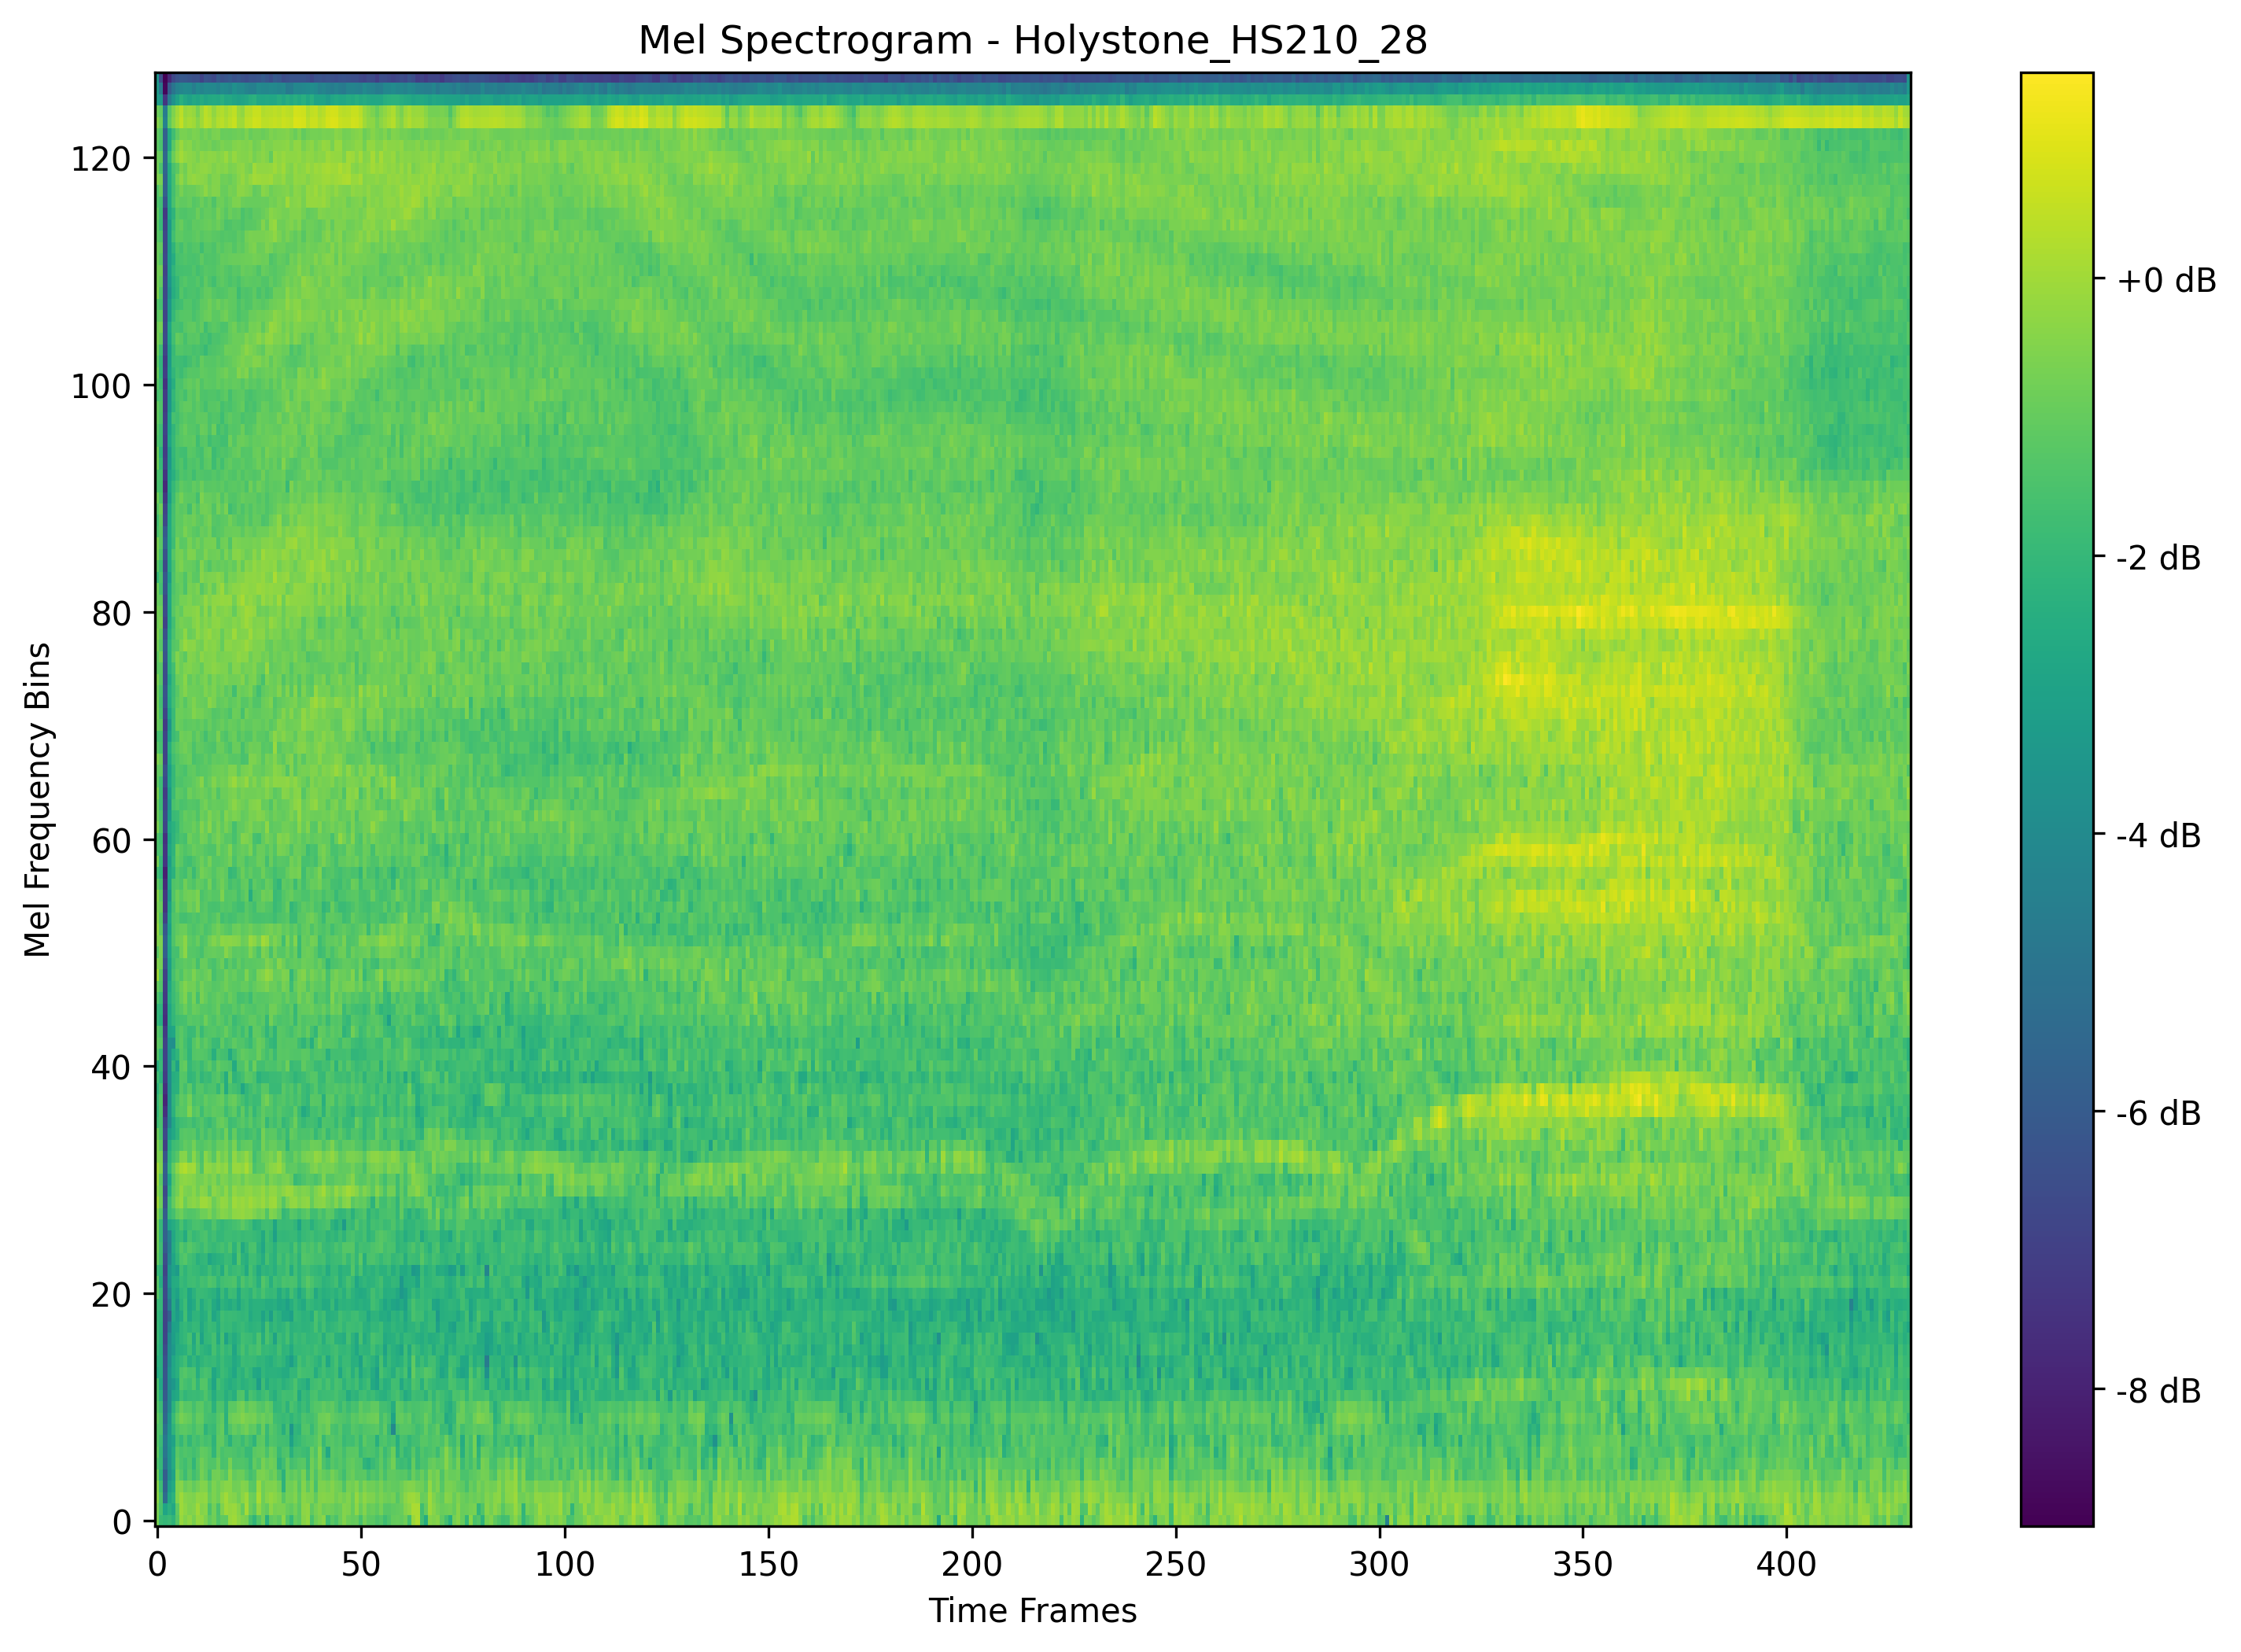 Mel Spectrogram - Holystone_HS210_28
Mel Frequency Bins
120
100
80
60
40
20
0
0 50 100 150 200 250 300 350 400
Time Frames
+0 dB
-2 dB
-4 dB
-6 dB
-8 dB